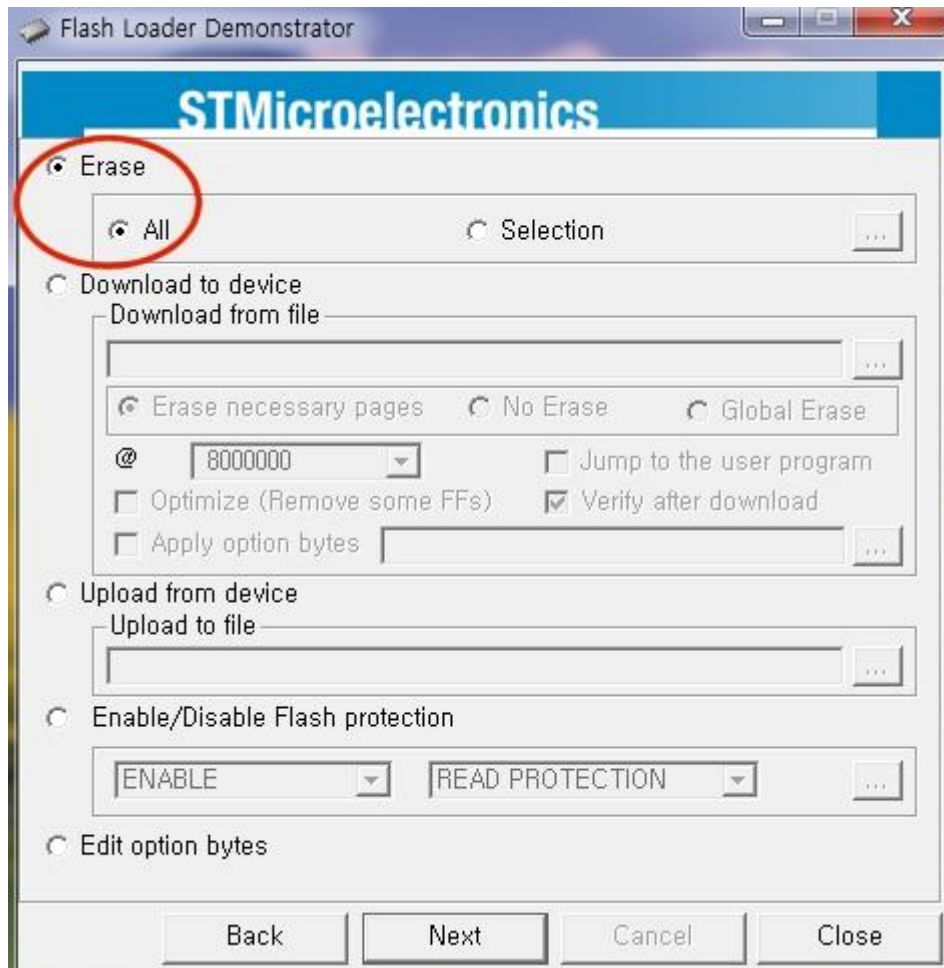 Flash Loader Demonstrator
STMicroelectronics
Erase
All Selection ...
Download to device
Download from file
...
Erase necessary pages No Erase Global Erase
@ 8000000 Jump to the user program
Optimize (Remove some FFs) Verify after download
Apply option bytes ...
Upload from device
Upload to file
...
Enable/Disable Flash protection
ENABLE READ PROTECTION ...
Edit option bytes
Back Next Cancel Close